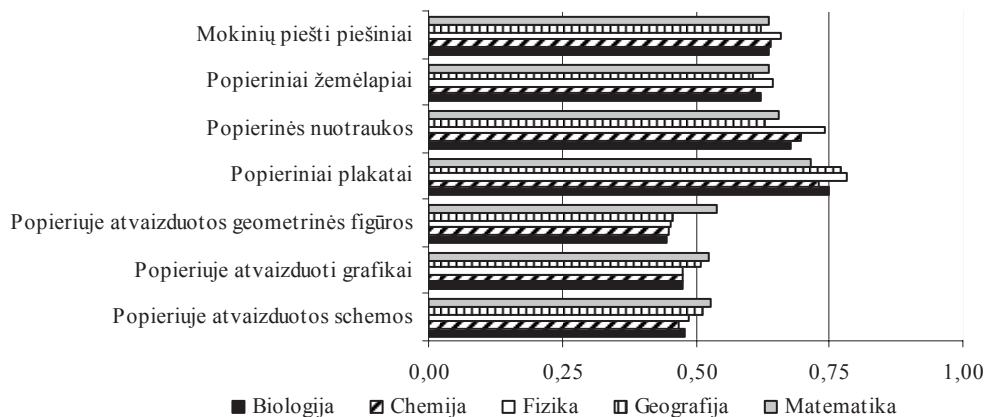 Mokinių piešti piešiniai
Popieriniai žemėlapiai
Popierinės nuotraukos
Popieriniai plakatai
Popieriuje atvaizduotos geometrinės figūros
Popieriuje atvaizduoti grafikai
Popieriuje atvaizduotos schemos
0,00 0,25 0,50 0,75 1,00
Biologija Chemija Fizika Geografija Matematika